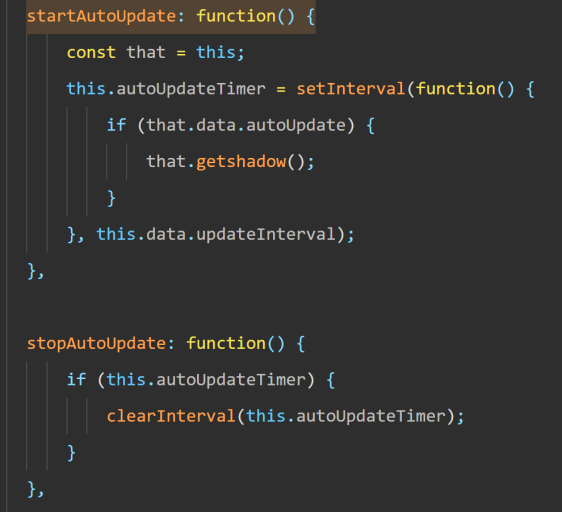 startAutoUpdate: function() {
const that = this;
this.autoUpdateTimer = setInterval(function() {
if (that.data.autoUpdate) {
that.getshadow();
}
}, this.data.updateInterval);
},
stopAutoUpdate: function() {
if (this.autoUpdateTimer) {
clearInterval(this.autoUpdateTimer);
}
},